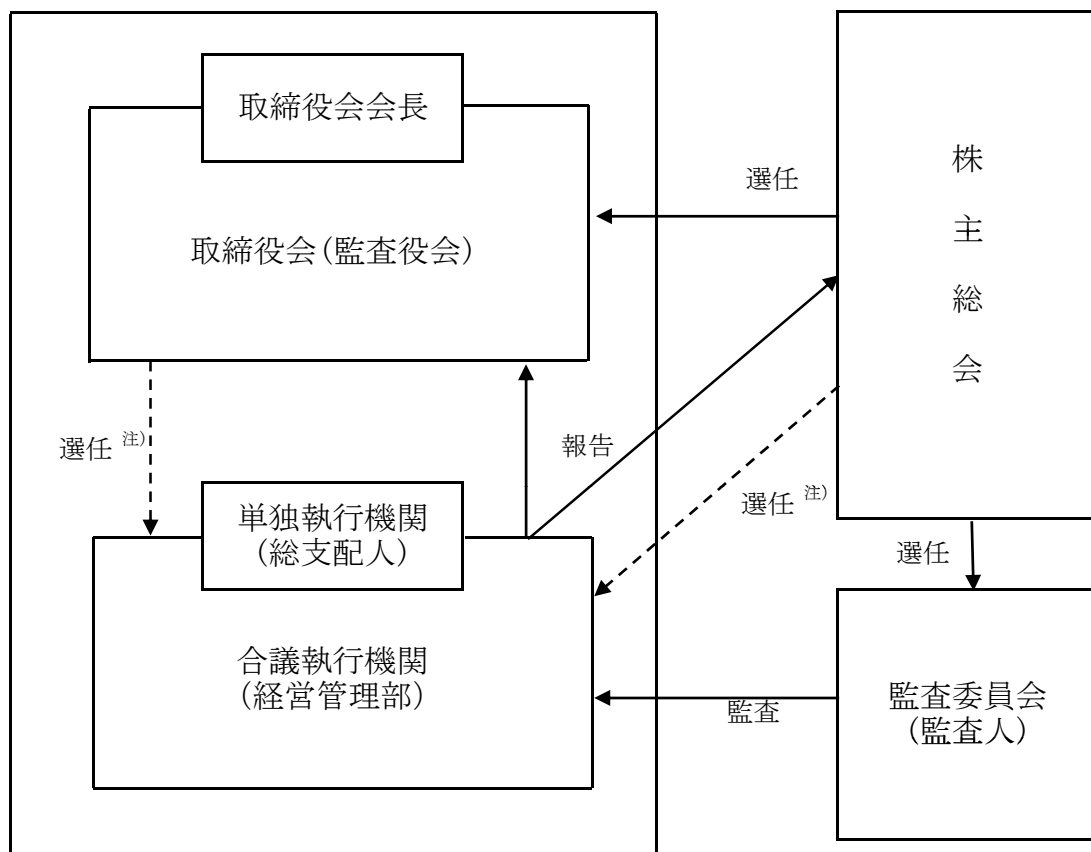 取締役会会長
取締役会(監査役会)
選任
株主総会
選任 注)
報告
選任 注)
単独執行機関
(総支配人)
選任
合議執行機関
(経営管理部)
監査
監査委員会
(監査人)